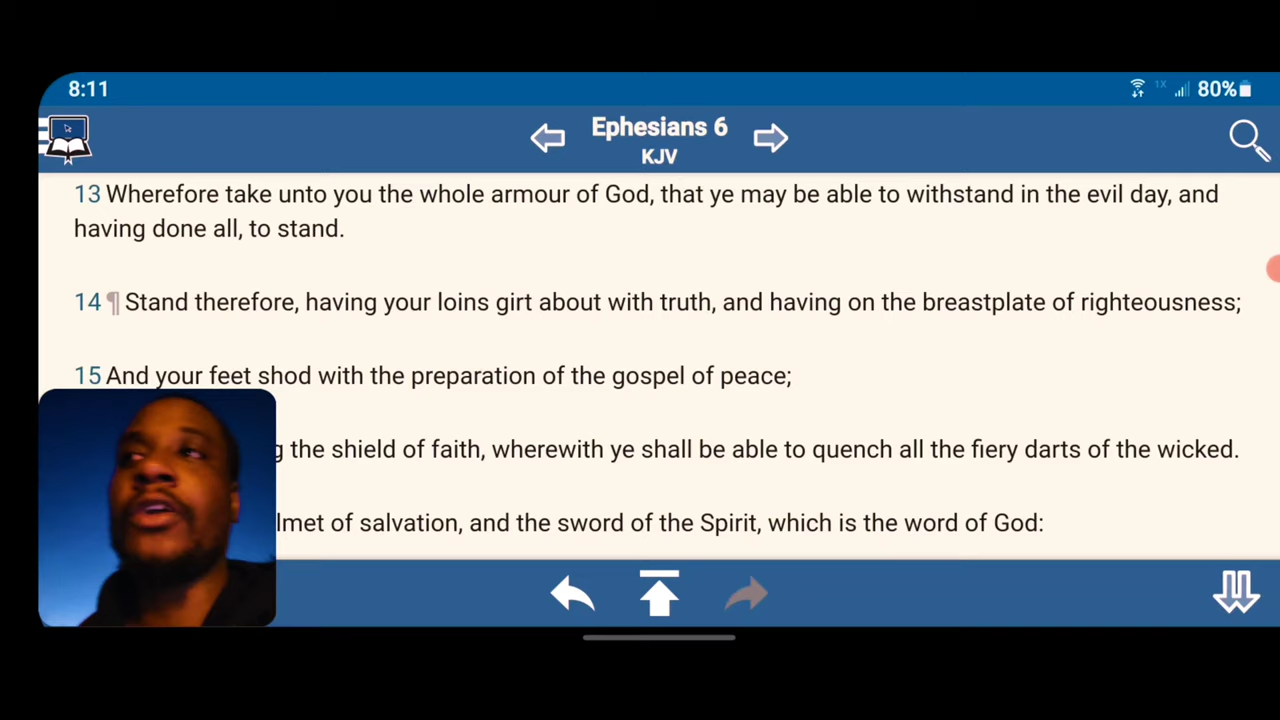 8:11
1X
80%
Ephesians 6
KJV
13 Wherefore take unto you the whole armour of God, that ye may be able to withstand in the evil day, and
having done all, to stand.
14 ¶ Stand therefore, having your loins girt about with truth, and having on the breastplate of righteousness;
15 And your feet shod with the preparation of the gospel of peace;
the shield of faith, wherewith ye shall be able to quench all the fiery darts of the wicked.
of salvation, and the sword of the Spirit, which is the word of God: